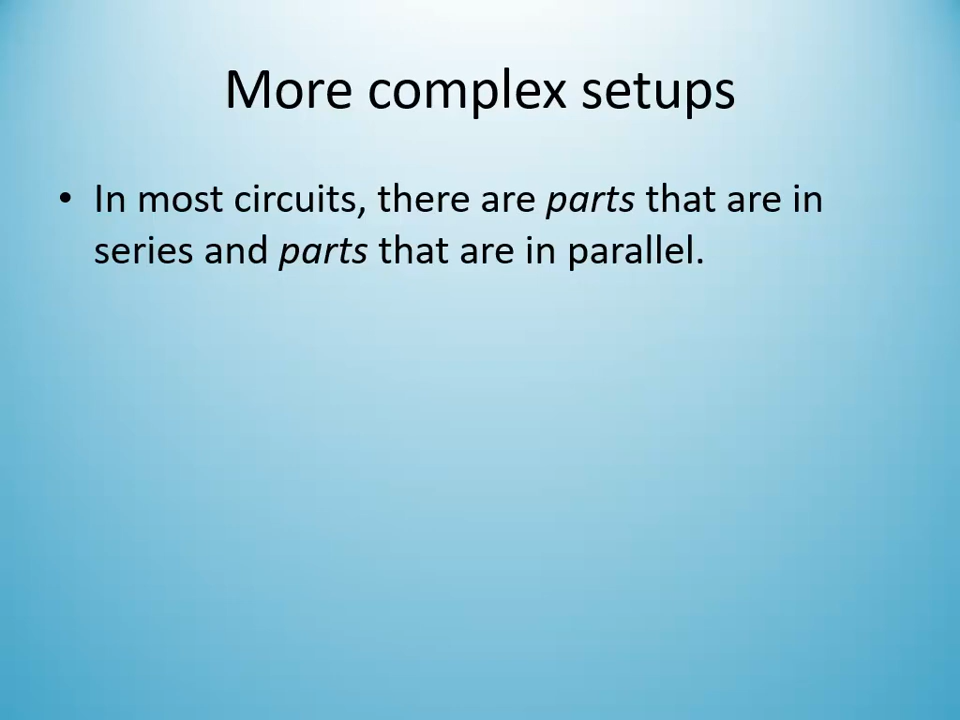 More complex setups
• In most circuits, there are parts that are in
series and parts that are in parallel.